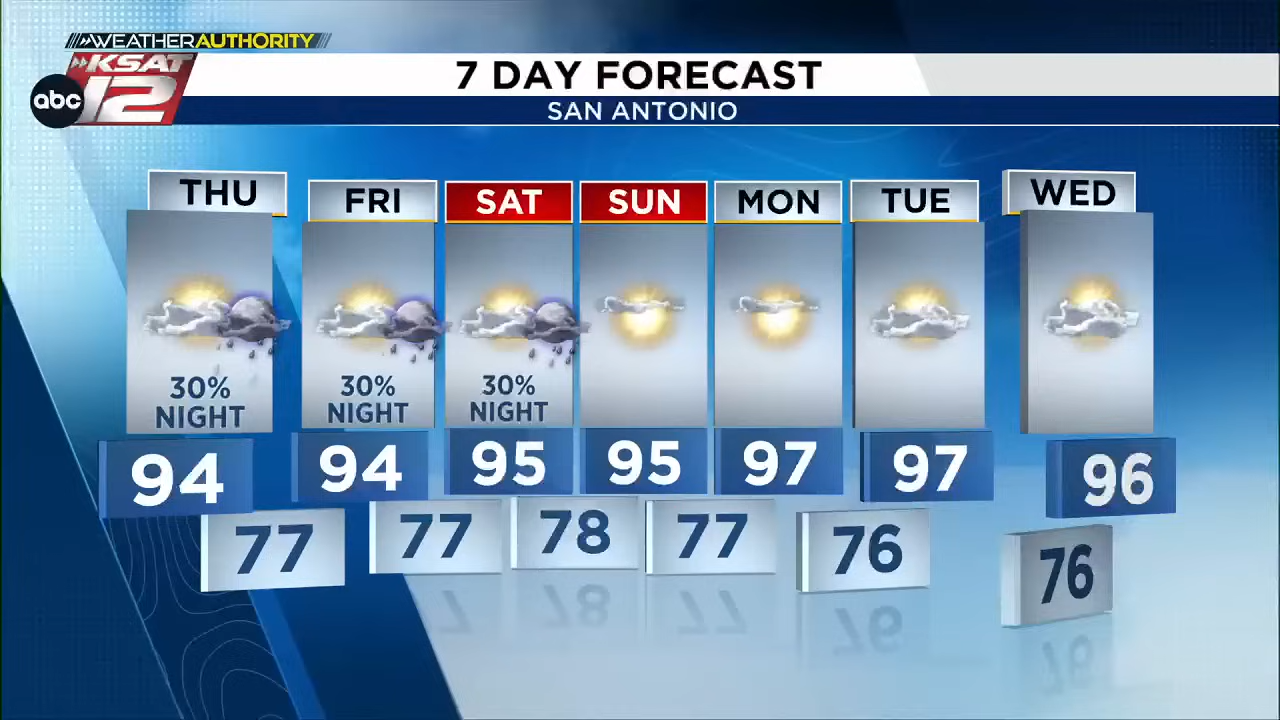 WEATHERAUTHORITY
KSAT
abc 12
7 DAY FORECAST
SAN ANTONIO
THU FRI SAT SUN MON TUE WED
30% 30% 30%
NIGHT NIGHT NIGHT
94 94 95 95 97 97 96
77 77 78 77 76 76